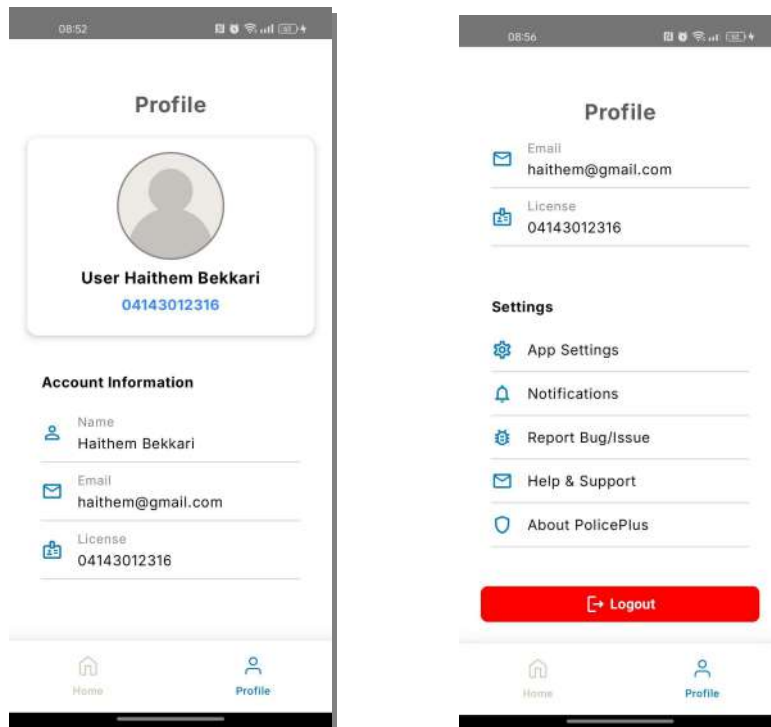 08:52
Profile
User Haithem Bekkari
04143012316
Account Information
Name
Haithem Bekkari
Email
haithem@gmail.com
License
04143012316
Home
Profile
08:56
Profile
Email
haithem@gmail.com
License
04143012316
Settings
App Settings
Notifications
Report Bug/Issue
Help & Support
About PolicePlus
Logout
Home
Profile